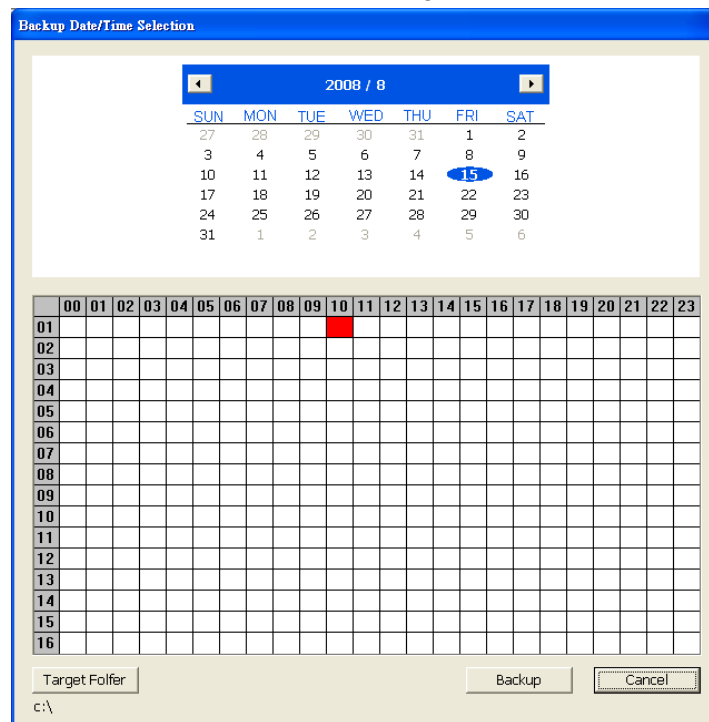 Backup Date/Time Selection
2008 / 8
SUN MON TUE WED THU FRI SAT
27 28 29 30 31 1 2
3 4 5 6 7 8 9
10 11 12 13 14 15 16
17 18 19 20 21 22 23
24 25 26 27 28 29 30
31 1 2 3 4 5 6
00 01 02 03 04 05 06 07 08 09 10 11 12 13 14 15 16 17 18 19 20 21 22 23
01
02
03
04
05
06
07
08
09
10
11
12
13
14
15
16
Target Folfer Backup Cancel
c:\